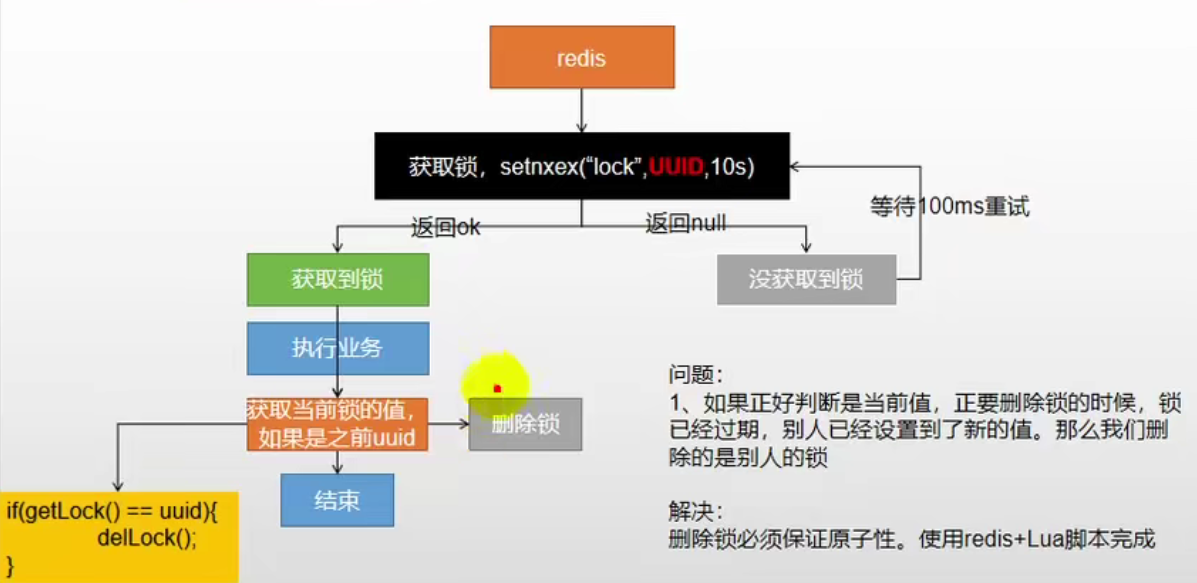 redis
获取锁，setnxex(“lock”,UUID,10s)
返回ok
返回null
等待100ms重试
获取到锁
没获取到锁
执行业务
获取当前锁的值，
如果是之前uuid
删除锁
结束
if(getLock() == uuid){
delLock();
}
问题：
1、如果正好判断是当前值，正要删除锁的时候，锁
已经过期，别人已经设置到了新的值。那么我们删
除的是别人的锁
解决：
删除锁必须保证原子性。使用redis+Lua脚本完成